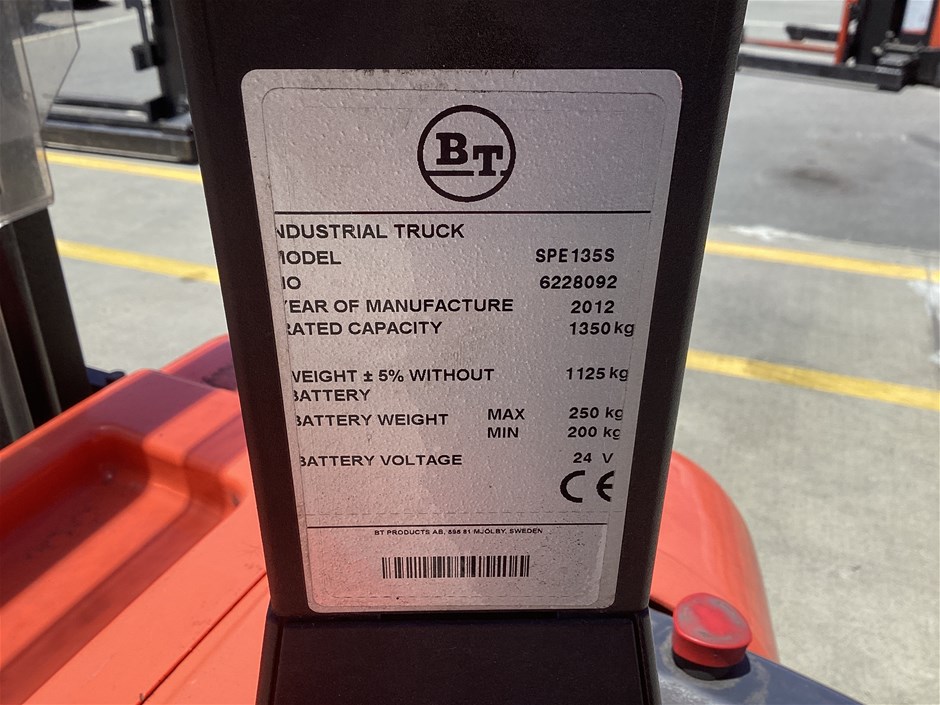 BT
NDUSTRIAL TRUCK
MODEL SPE135S
NO 6228092
YEAR OF MANUFACTURE 2012
RATED CAPACITY 1350 kg
WEIGHT ± 5% WITHOUT 1125 kg
BATTERY
BATTERY WEIGHT MAX 250 kg
MIN 200 kg
BATTERY VOLTAGE 24 V
CE
BT PRODUCTS AB, 595 81 MJÖLBY, SWEDEN